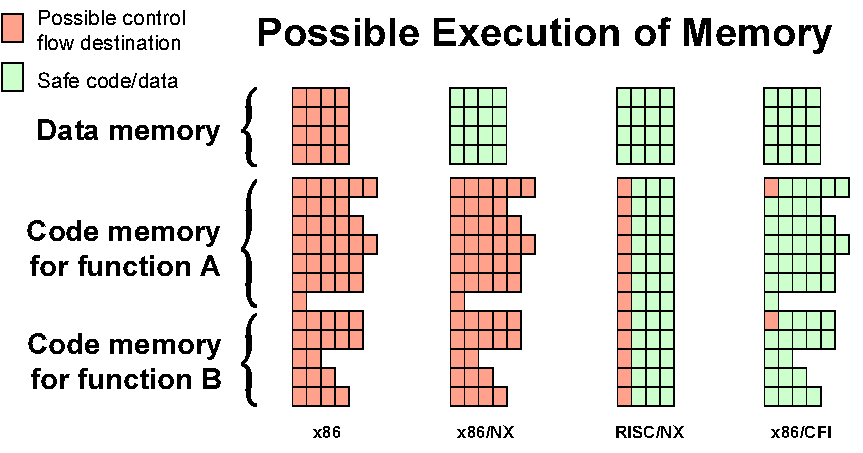 Possible control
flow destination
Safe code/data
Possible Execution of Memory
Data memory
Code memory
for function A
Code memory
for function B
x86
x86/NX
RISC/NX
x86/CFI